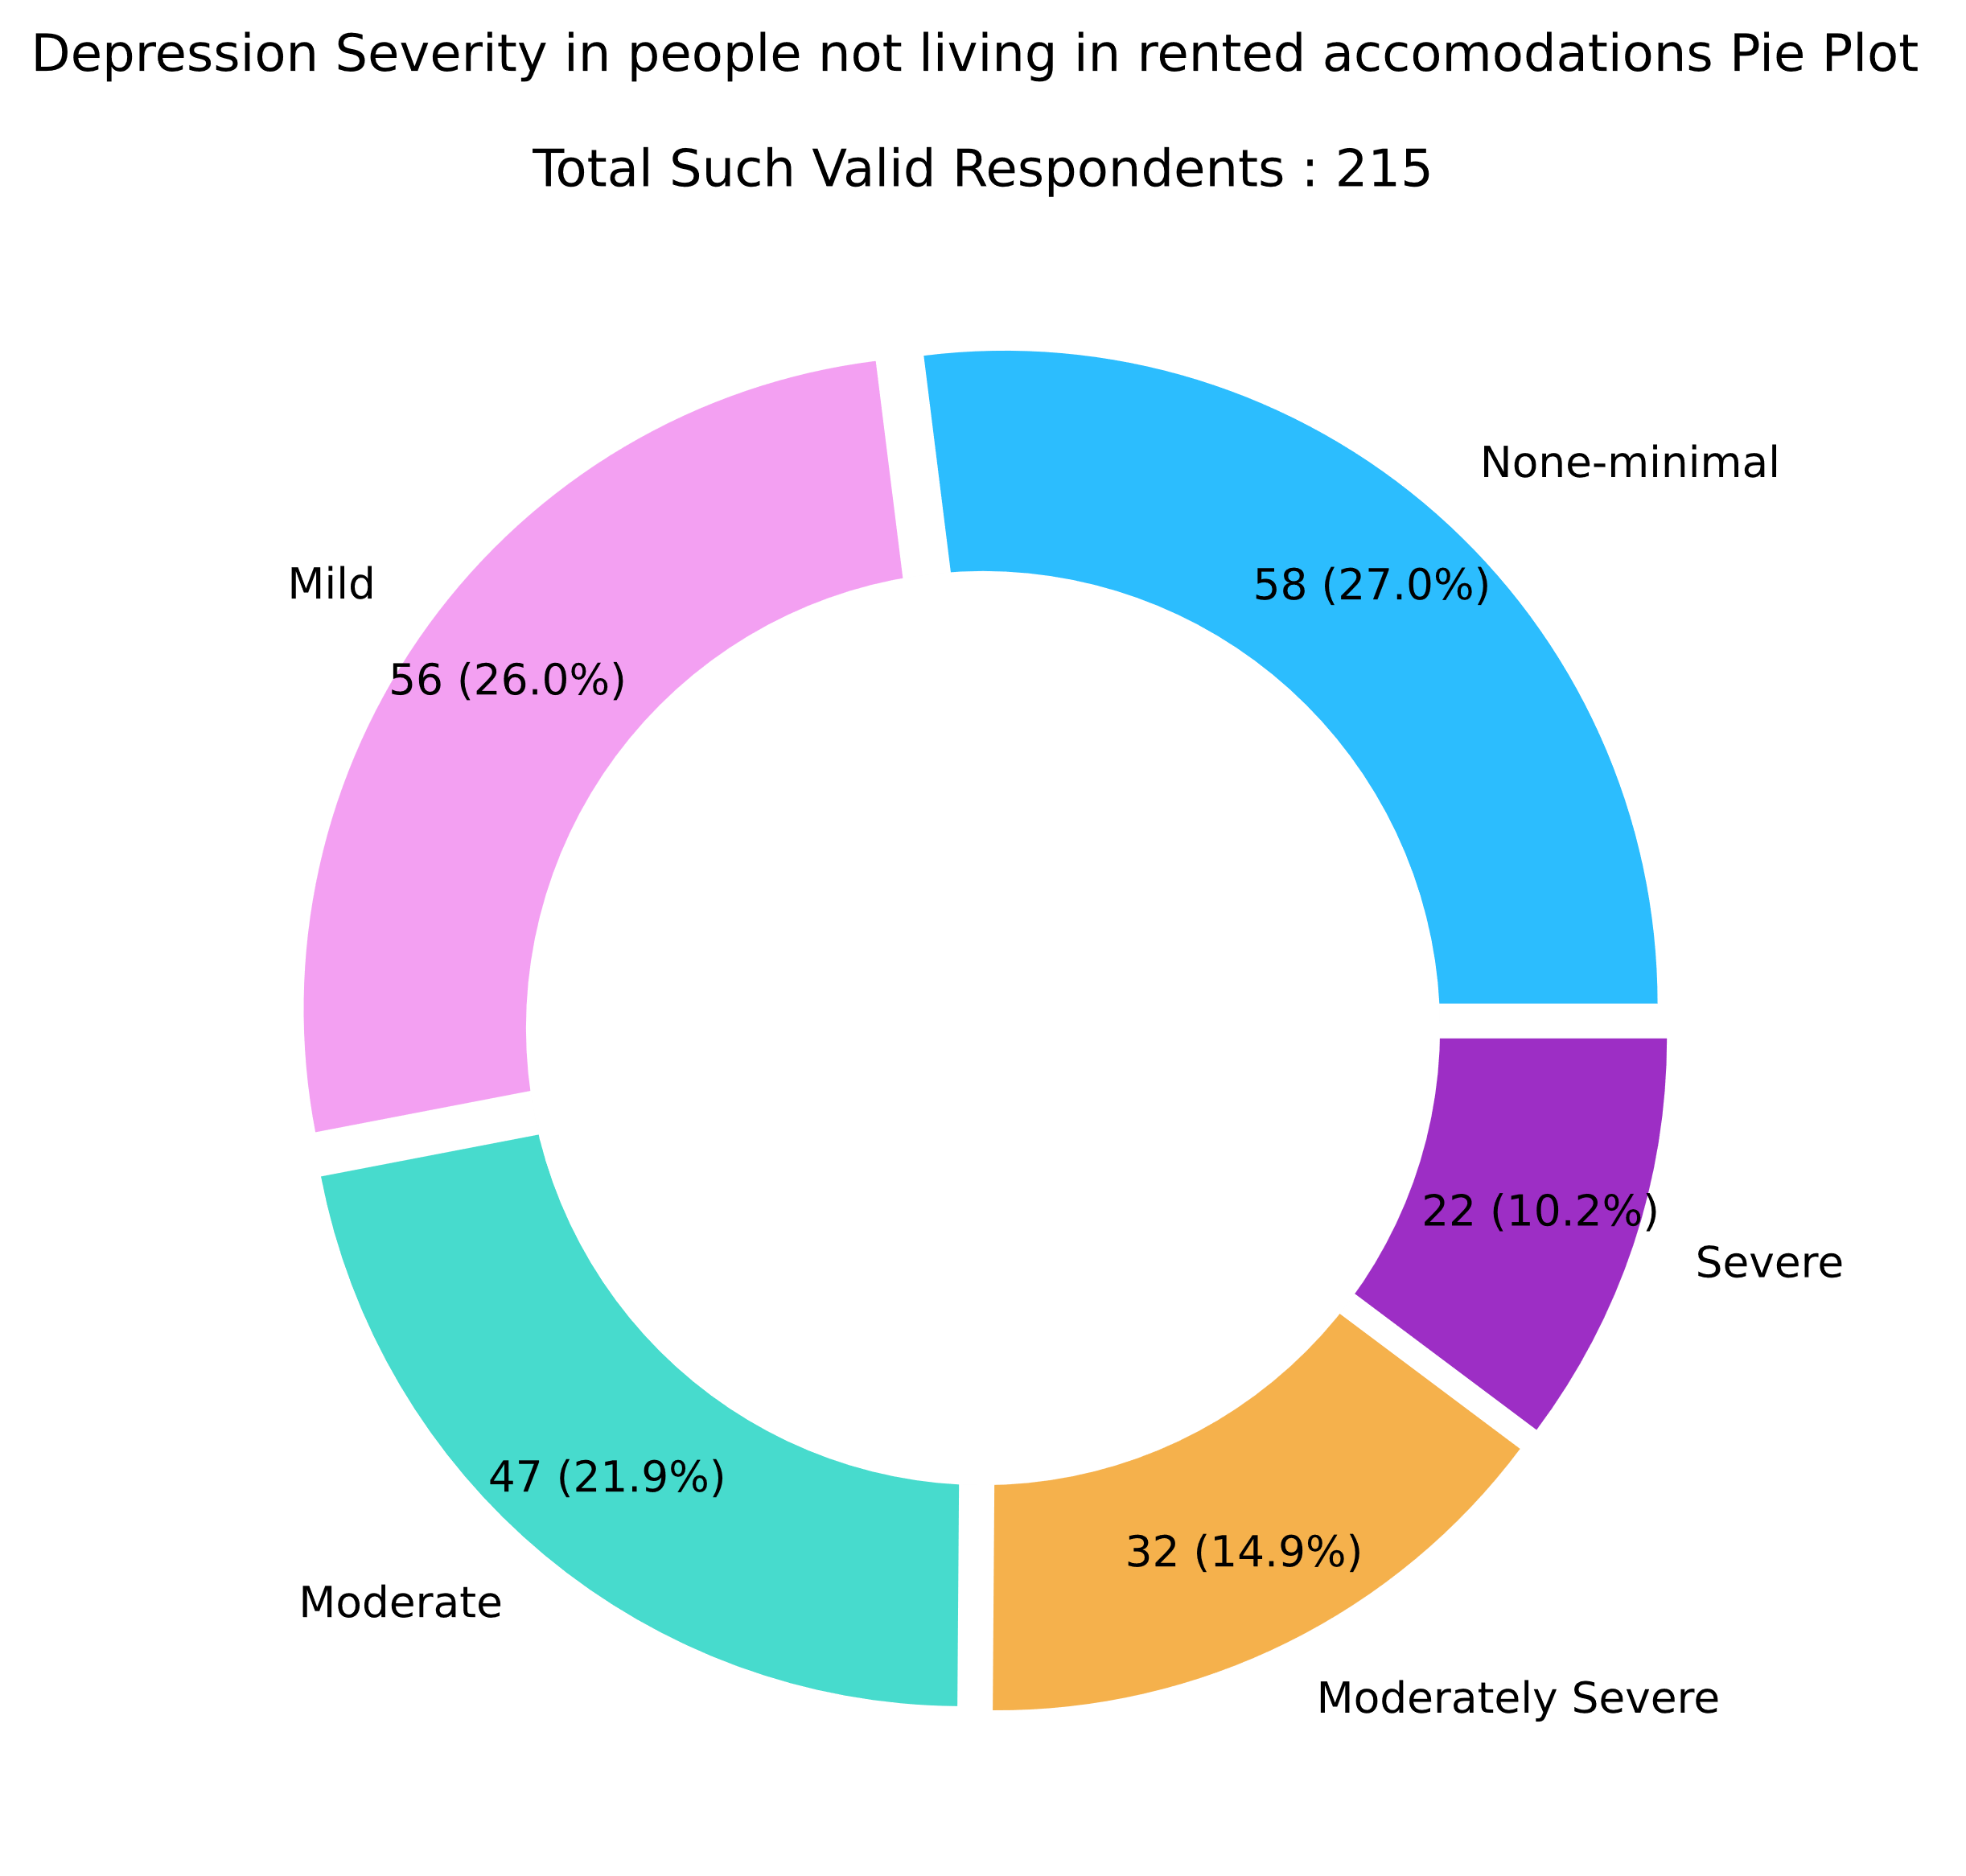 Depression Severity in people not living in rented accomodations Pie Plot
Total Such Valid Respondents : 215
None-minimal
58 (27.0%)
Mild
56 (26.0%)
22 (10.2%)
Severe
47 (21.9%)
32 (14.9%)
Moderate
Moderately Severe